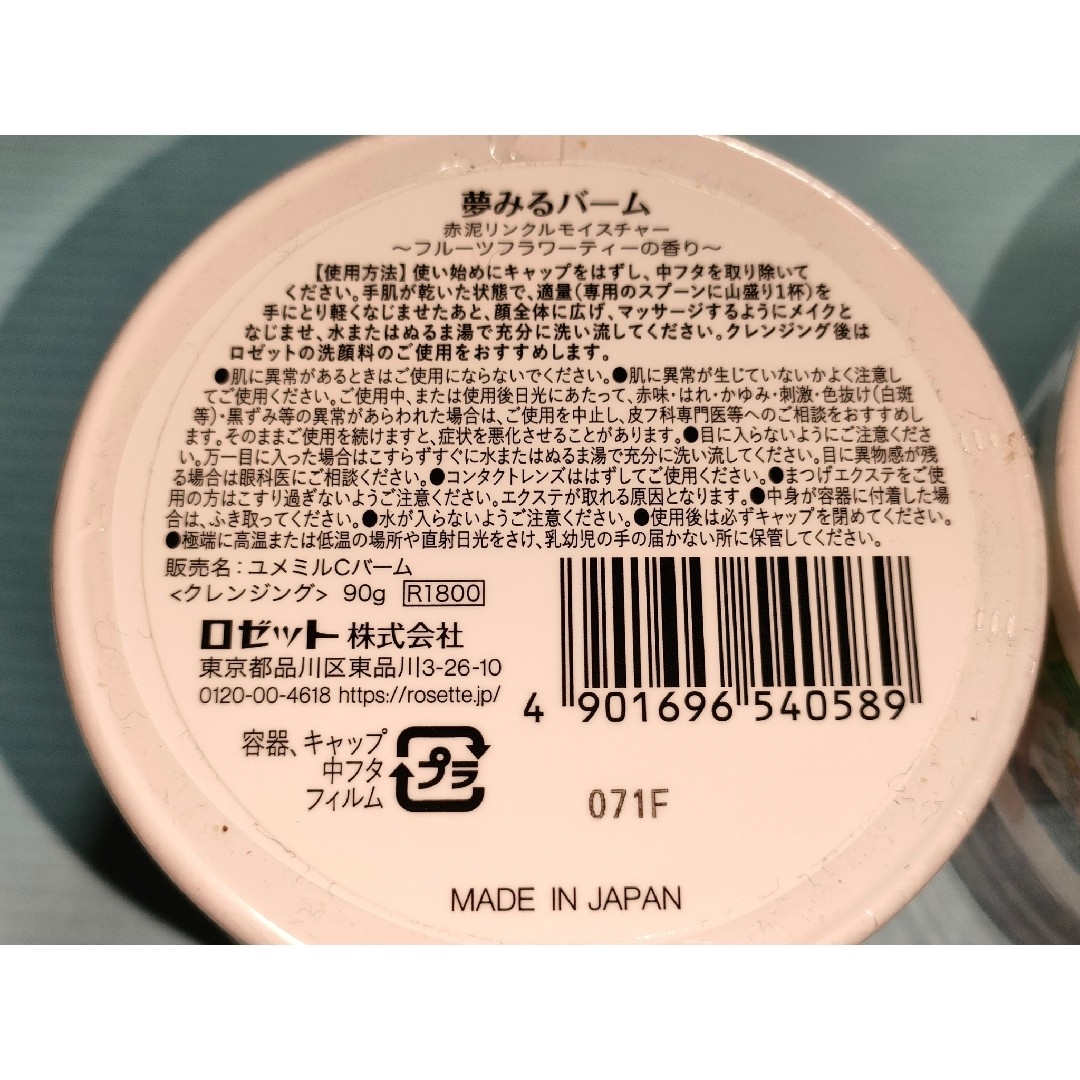 夢みるバーム
赤泥リンクルモイスチャー
〜フルーツフラワーティーの香り〜
【使用方法】使い始めにキャップをはずし、中フタを取り除いて
ください。手肌が乾いた状態で、適量(専用のスプーンに山盛り1杯)を
手にとり軽くなじませたあと、顔全体に広げ、マッサージするようにメイクと
なじませ、水またはぬるま湯で充分に洗い流してください。クレンジング後は
ロゼットの洗顔料のご使用をおすすめします。
●肌に異常があるときはご使用にならないでください。●肌に異常が生じていないかよく注意し
てご使用ください。ご使用中、または使用後日光にあたって、赤味・はれ・かゆみ・刺激・色抜け(白斑
等)・黒ずみ等の異常があらわれた場合は、ご使用を中止し、皮フ科専門医等へのご相談をおすすめしま
す。そのままご使用を続けますと、症状を悪化させることがあります。●目に入らないようにご注意くださ
い。万一目に入った場合はこすらずすぐに水またはぬるま湯で充分に洗い流してください。目に異物感が残
る場合は眼科医にご相談ください。●コンタクトレンズははずしてご使用ください。●まつげエクステをご使
用の方はこすり過ぎないようご注意ください。エクステが取れる原因となります。●中身が容器に付着した場
合は、ふき取ってください。●水が入らないようご注意ください。●使用後は必ずキャップを閉めてください。
●極端に高温または低温の場所や直射日光をさけ、乳幼児の手の届かない所に保管してください。
販売名:ユメミルCバーム
<クレンジング> 90g R1800
ロゼット株式会社
東京都品川区東品川3-26-10
0120-00-4618 https://rosette.jp/
4 901696 540589
容器、キャップ
中フタ
フィルム
プラ
071F
MADE IN JAPAN